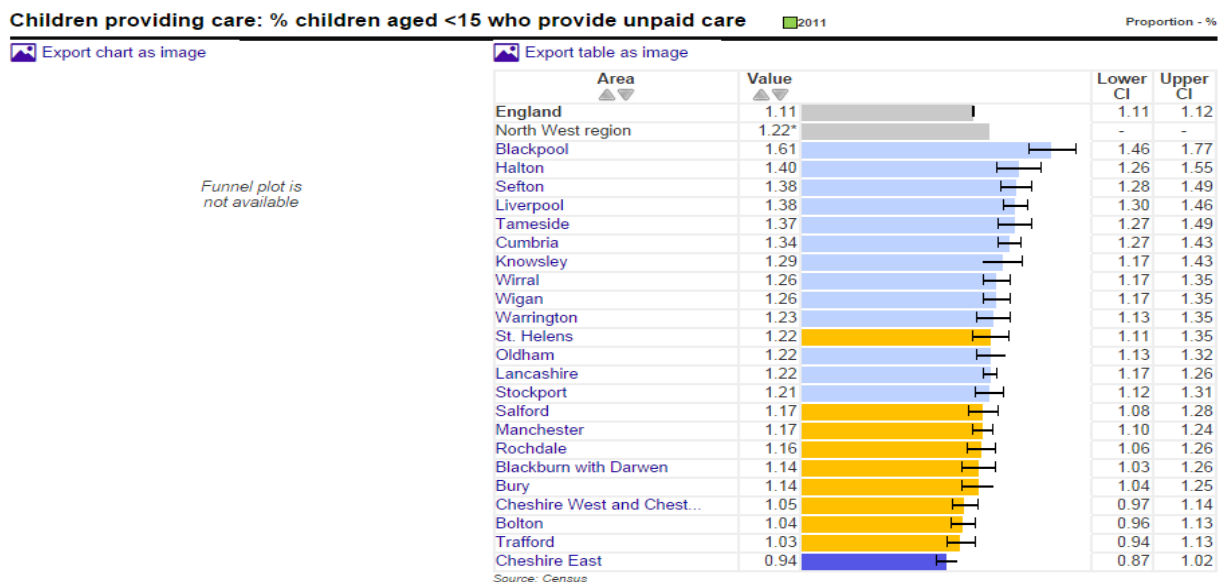 Children providing care: % children aged <15 who provide unpaid care 2011 Proportion - %
Export chart as image Export table as image
Area Value Lower CI Upper CI
England 1.11 1.11 1.12
North West region 1.22* - -
Blackpool 1.61 1.46 1.77
Halton 1.40 1.26 1.55
Sefton 1.38 1.28 1.49
Liverpool 1.38 1.30 1.46
Tameside 1.37 1.27 1.49
Cumbria 1.34 1.27 1.43
Knowsley 1.29 1.17 1.43
Wirral 1.26 1.17 1.35
Wigan 1.26 1.17 1.35
Warrington 1.23 1.13 1.35
St. Helens 1.22 1.11 1.35
Oldham 1.22 1.13 1.32
Lancashire 1.22 1.17 1.26
Stockport 1.21 1.12 1.31
Salford 1.17 1.08 1.28
Manchester 1.17 1.10 1.24
Rochdale 1.16 1.06 1.26
Blackburn with Darwen 1.14 1.03 1.26
Bury 1.14 1.04 1.25
Cheshire West and Chest... 1.05 0.97 1.14
Bolton 1.04 0.96 1.13
Trafford 1.03 0.94 1.13
Cheshire East 0.94 0.87 1.02
Source: Census
Funnel plot is
not available